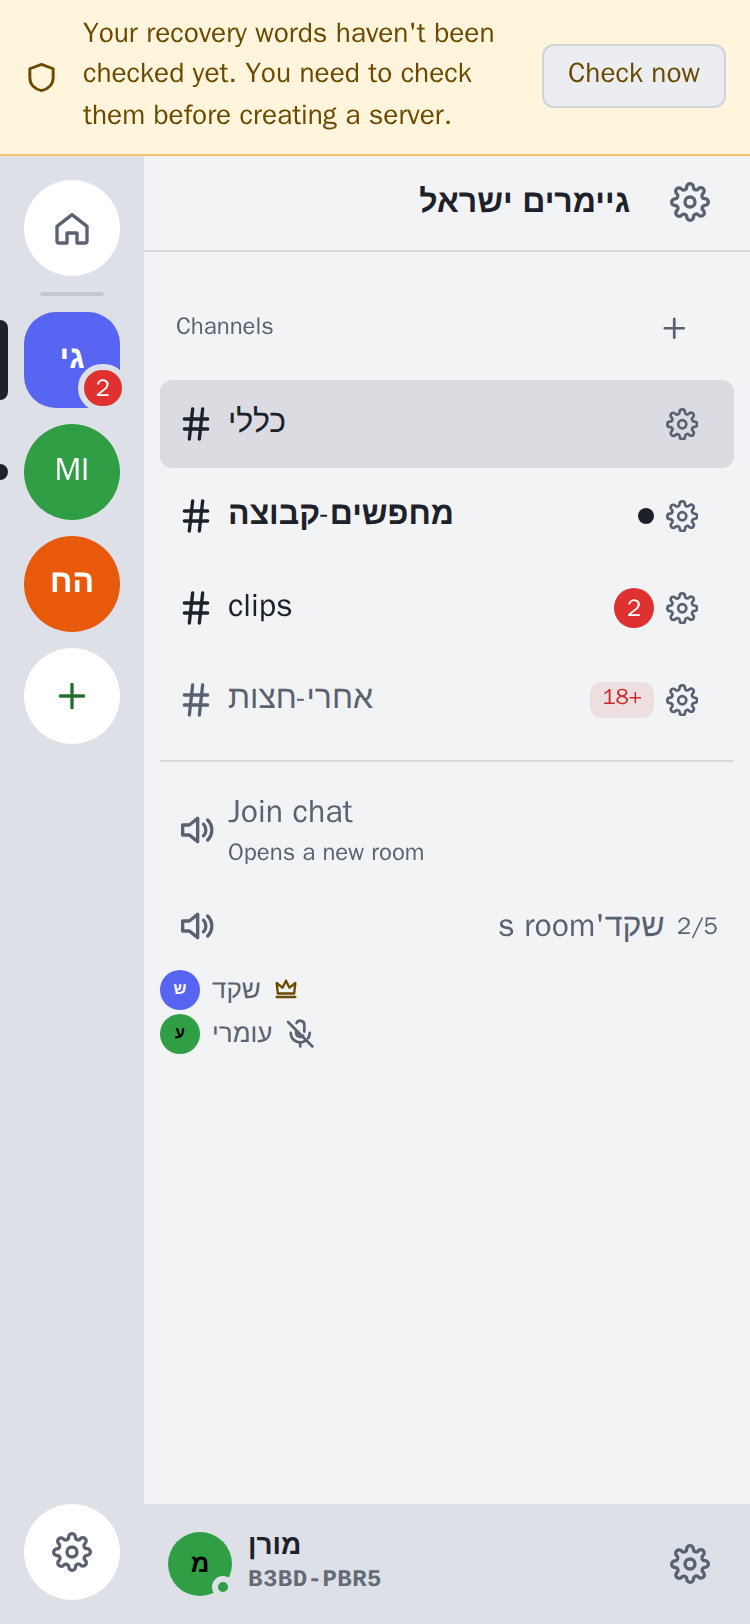 Your recovery words haven't been
checked yet. You need to check
them before creating a server.
Check now
גיימרים ישראל
Channels
גי
2
MI
הח
כללי
מחפשים-קבוצה
clips
2
אחרי-חצות
18+
Join chat
Opens a new room
שקד's room
2/5
ש
שקד
ע
עומרי
מ
מורן
B3BD-PBR5